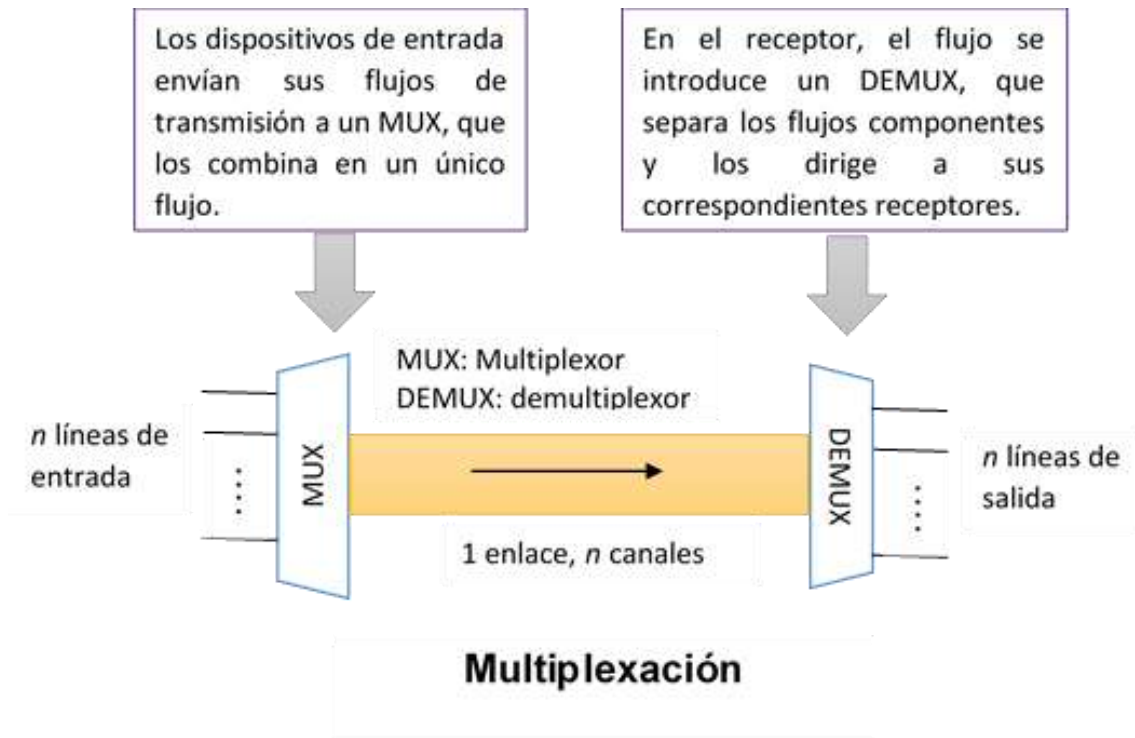 Los dispositivos de entrada
envían sus flujos de
transmisión a un MUX, que
los combina en un único
flujo.
En el receptor, el flujo se
introduce un DEMUX, que
separa los flujos componentes
y los dirige a sus
correspondientes receptores.
MUX: Multiplexor
DEMUX: demultiplexor
n líneas de
entrada
MUX
DEMUX
n líneas de
salida
1 enlace, n canales
Multiplexación